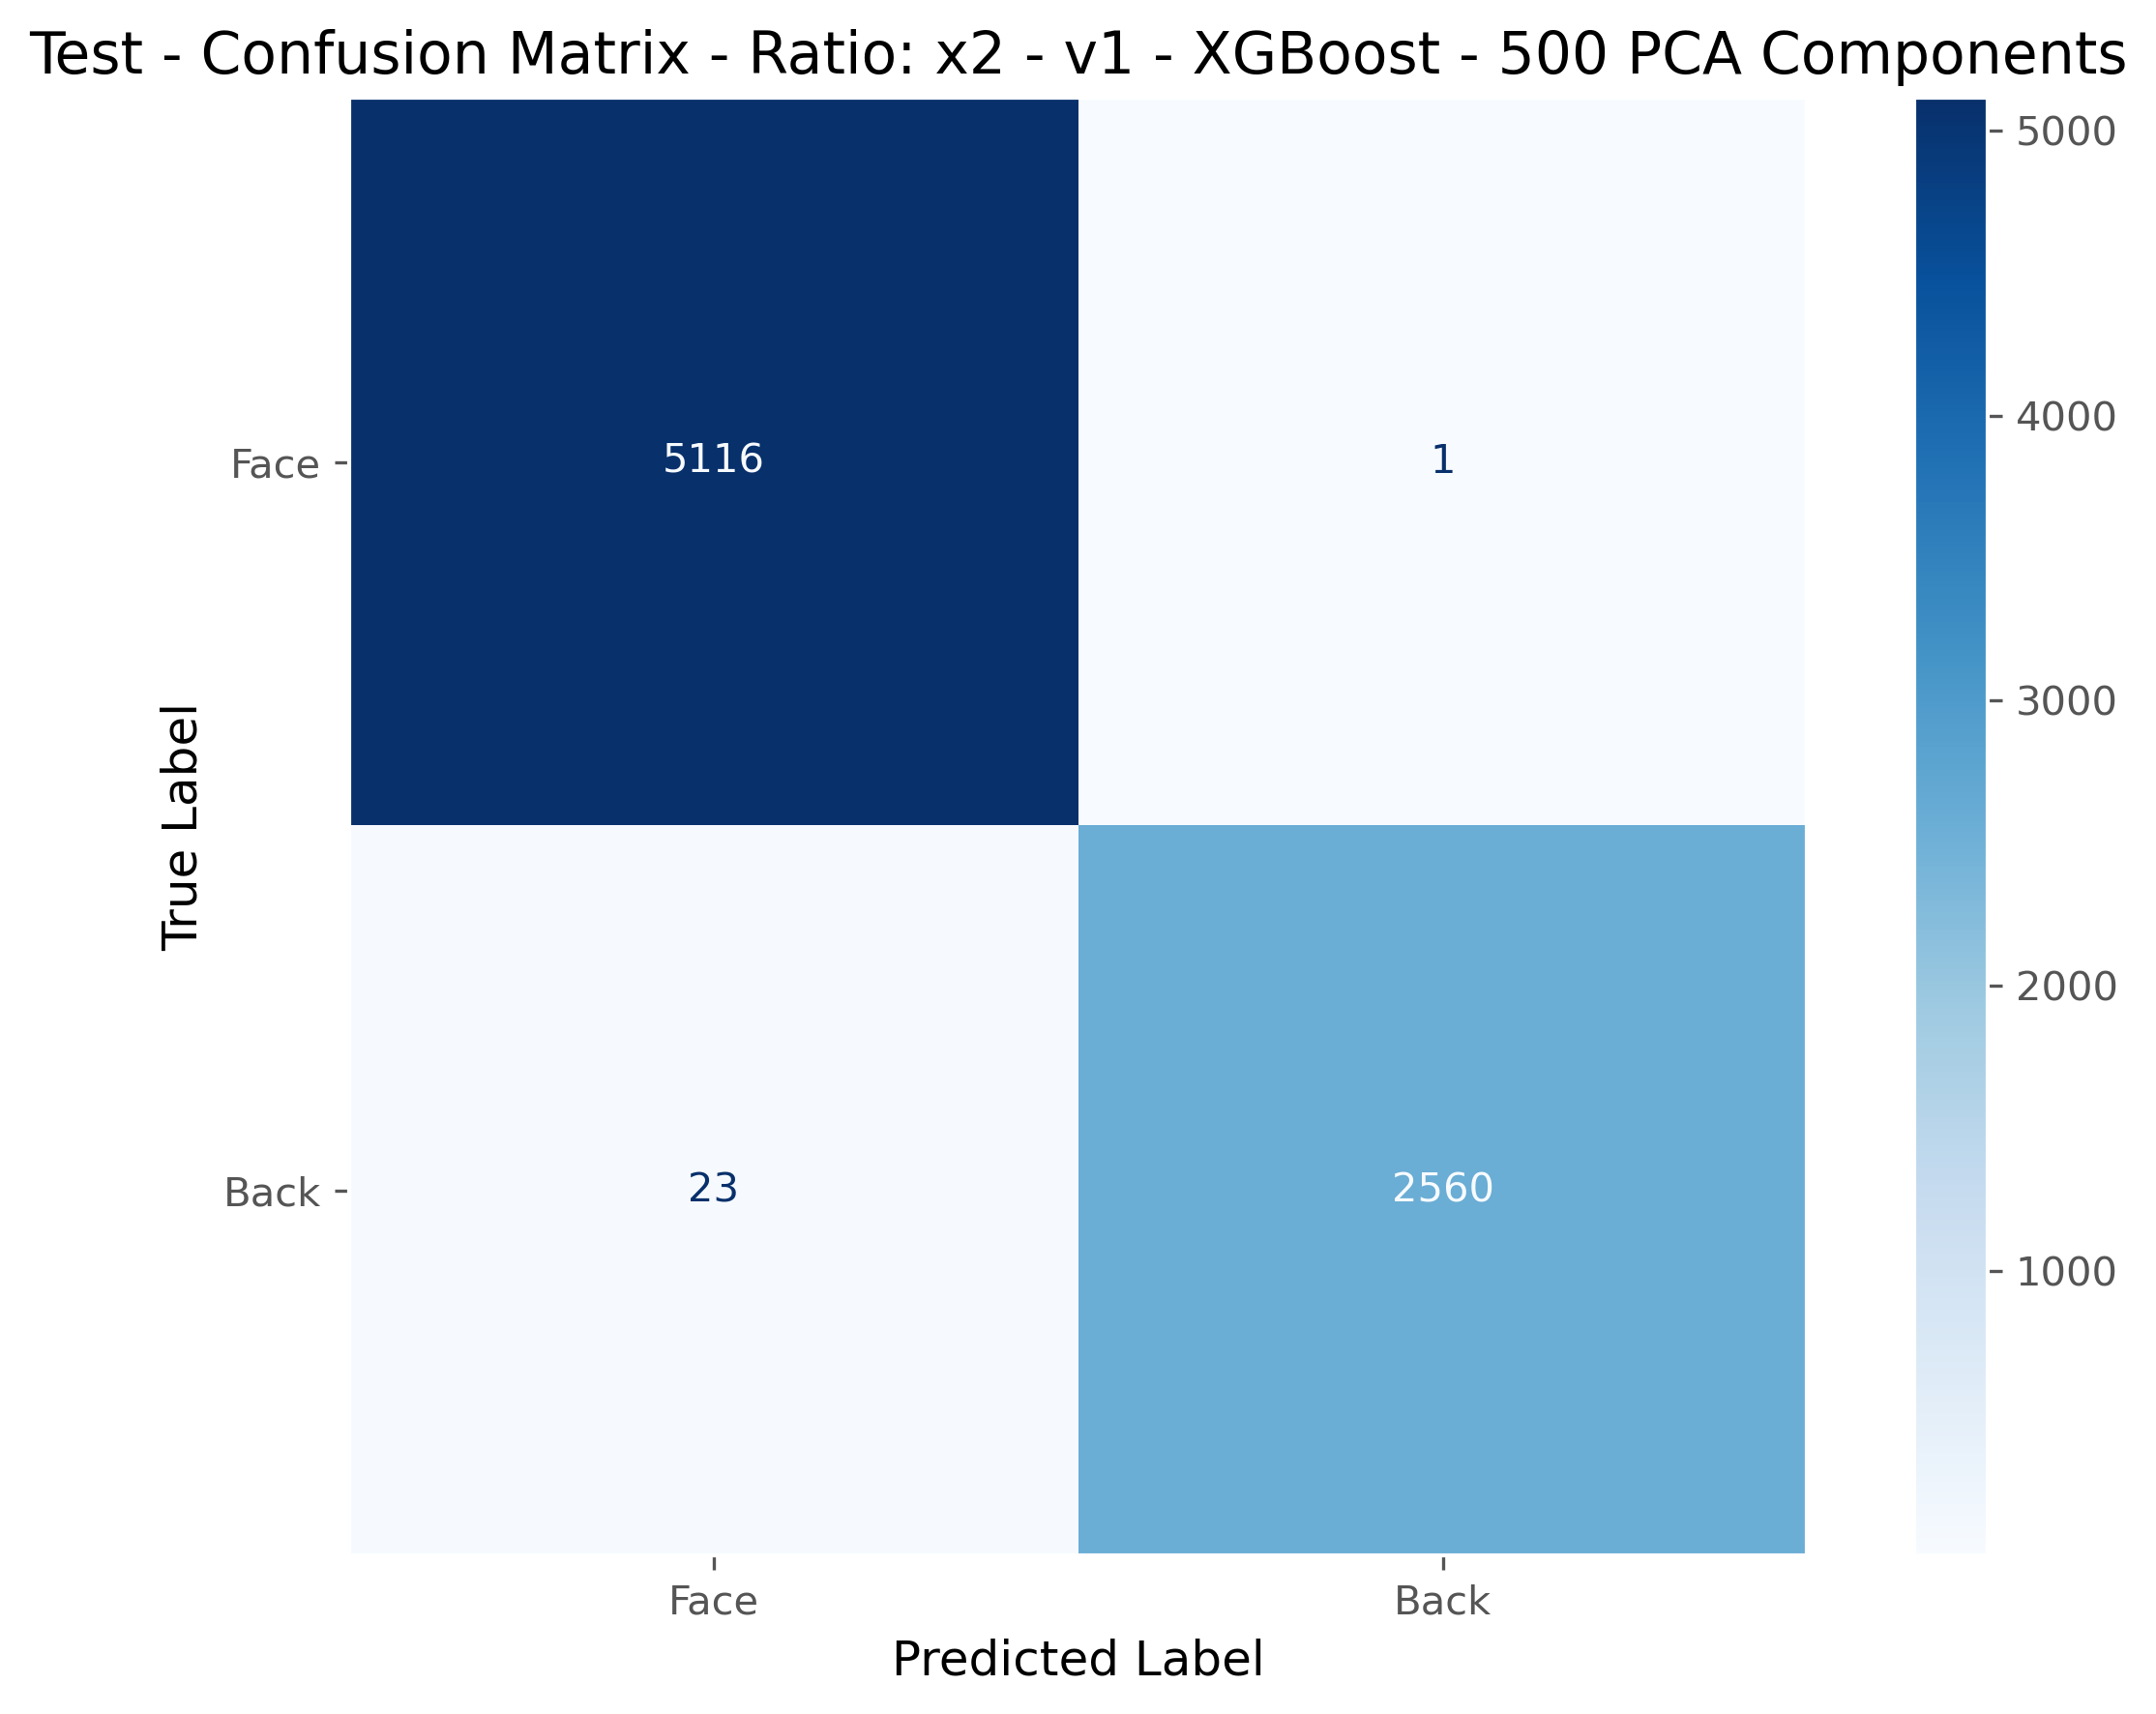 Test - Confusion Matrix - Ratio: x2 - v1 - XGBoost - 500 PCA Components
5000
4000
Face
5116
1
3000
True Label
2000
Back
23
2560
1000
Face
Back
Predicted Label